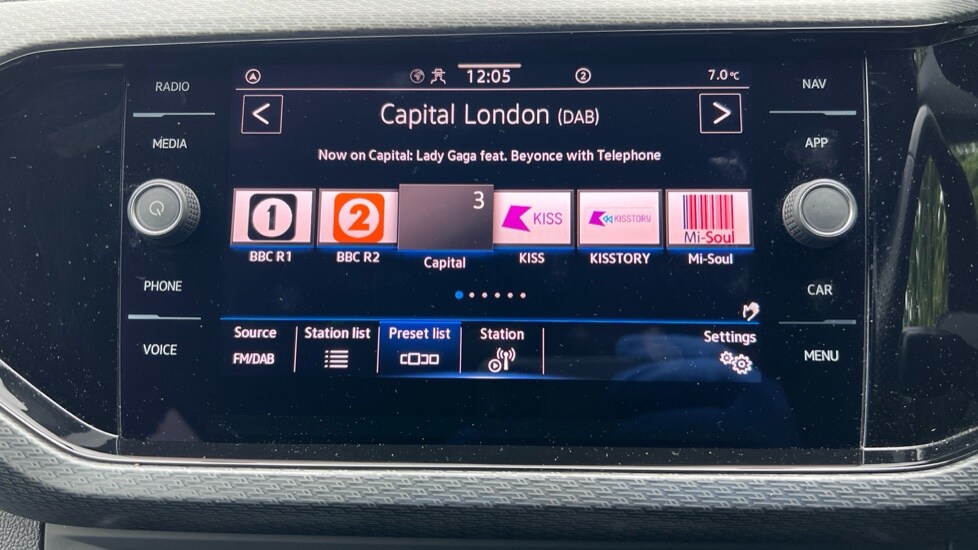 12:05
2
7.0°C
RADIO
MEDIA
PHONE
VOICE
<
Capital London (DAB)
>
Now on Capital: Lady Gaga feat. Beyonce with Telephone
1
2
3
KISS
KISSTORY
Mi-Soul
BBC R1
BBC R2
Capital
KISS
KISSTORY
Mi-Soul
Source
Station list
Preset list
Station
Settings
FM/DAB
NAV
APP
CAR
MENU